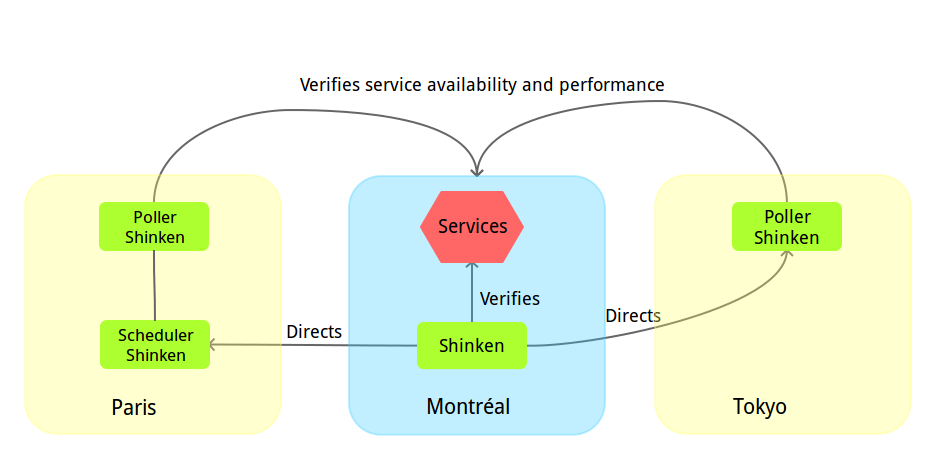 Verifies service availability and performance
Poller
Shinken
Services
Poller
Shinken
Verifies
Directs
Scheduler
Shinken
Directs
Shinken
Paris
Montréal
Tokyo